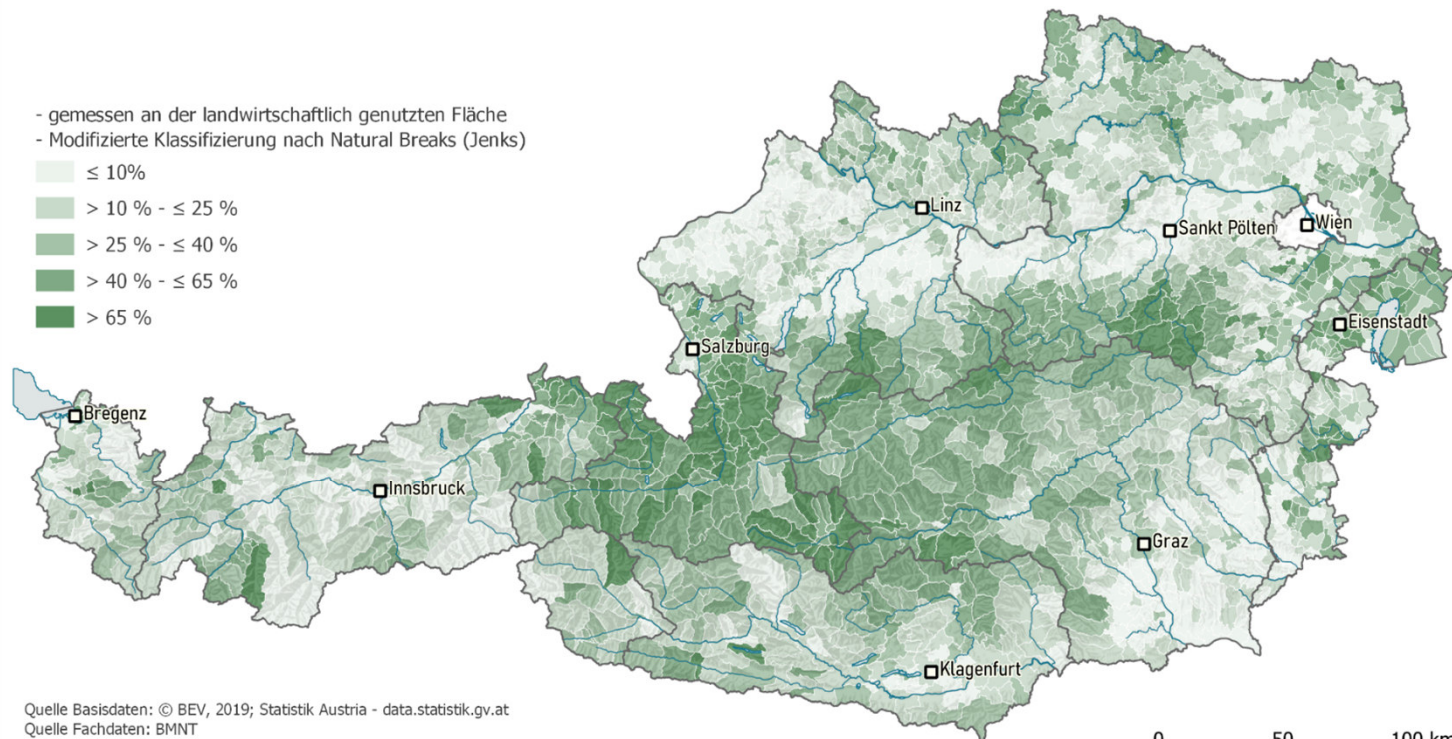 - gemessen an der landwirtschaftlich genutzten Fläche
- Modifizierte Klassifizierung nach Natural Breaks (Jenks)
≤ 10%
> 10 % - ≤ 25 %
> 25 % - ≤ 40 %
> 40 % - ≤ 65 %
> 65 %
Linz
Sankt Pölten
Wien
Eisenstadt
Salzburg
Bregenz
Innsbruck
Graz
Klagenfurt
Quelle Basisdaten: © BEV, 2019; Statistik Austria - data.statistik.gv.at
Quelle Fachdaten: BMNT
0 50 100 km